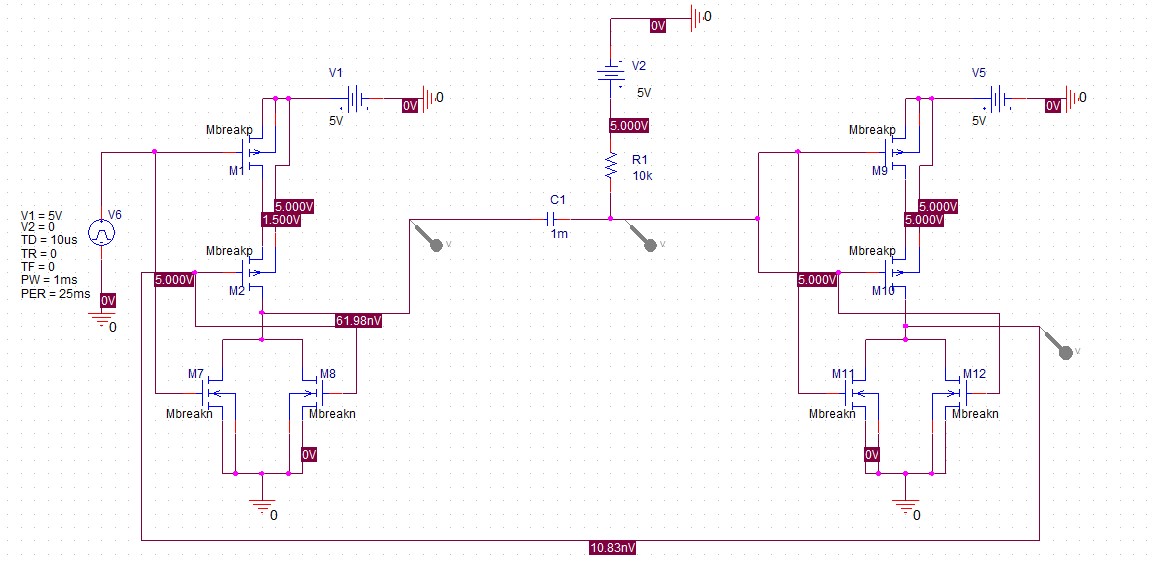 0
0V
V2
5V
5.000V
R1
10k
V1
5V
0V
0
Mbreakp
M1
5.000V
1.500V
V1 = 5V
V2 = 0
TD = 10us
TR = 0
TF = 0
PW = 1ms
PER = 25ms
V6
0V
0
Mbreakp
M2
5.000V
61.98nV
C1
1m
V
V
M7
Mbreakn
M8
Mbreakn
0V
0
V5
5V
0V
0
Mbreakp
M9
5.000V
5.000V
Mbreakp
M10
5.000V
V
M11
Mbreakn
M12
Mbreakn
0V
0
10.83nV